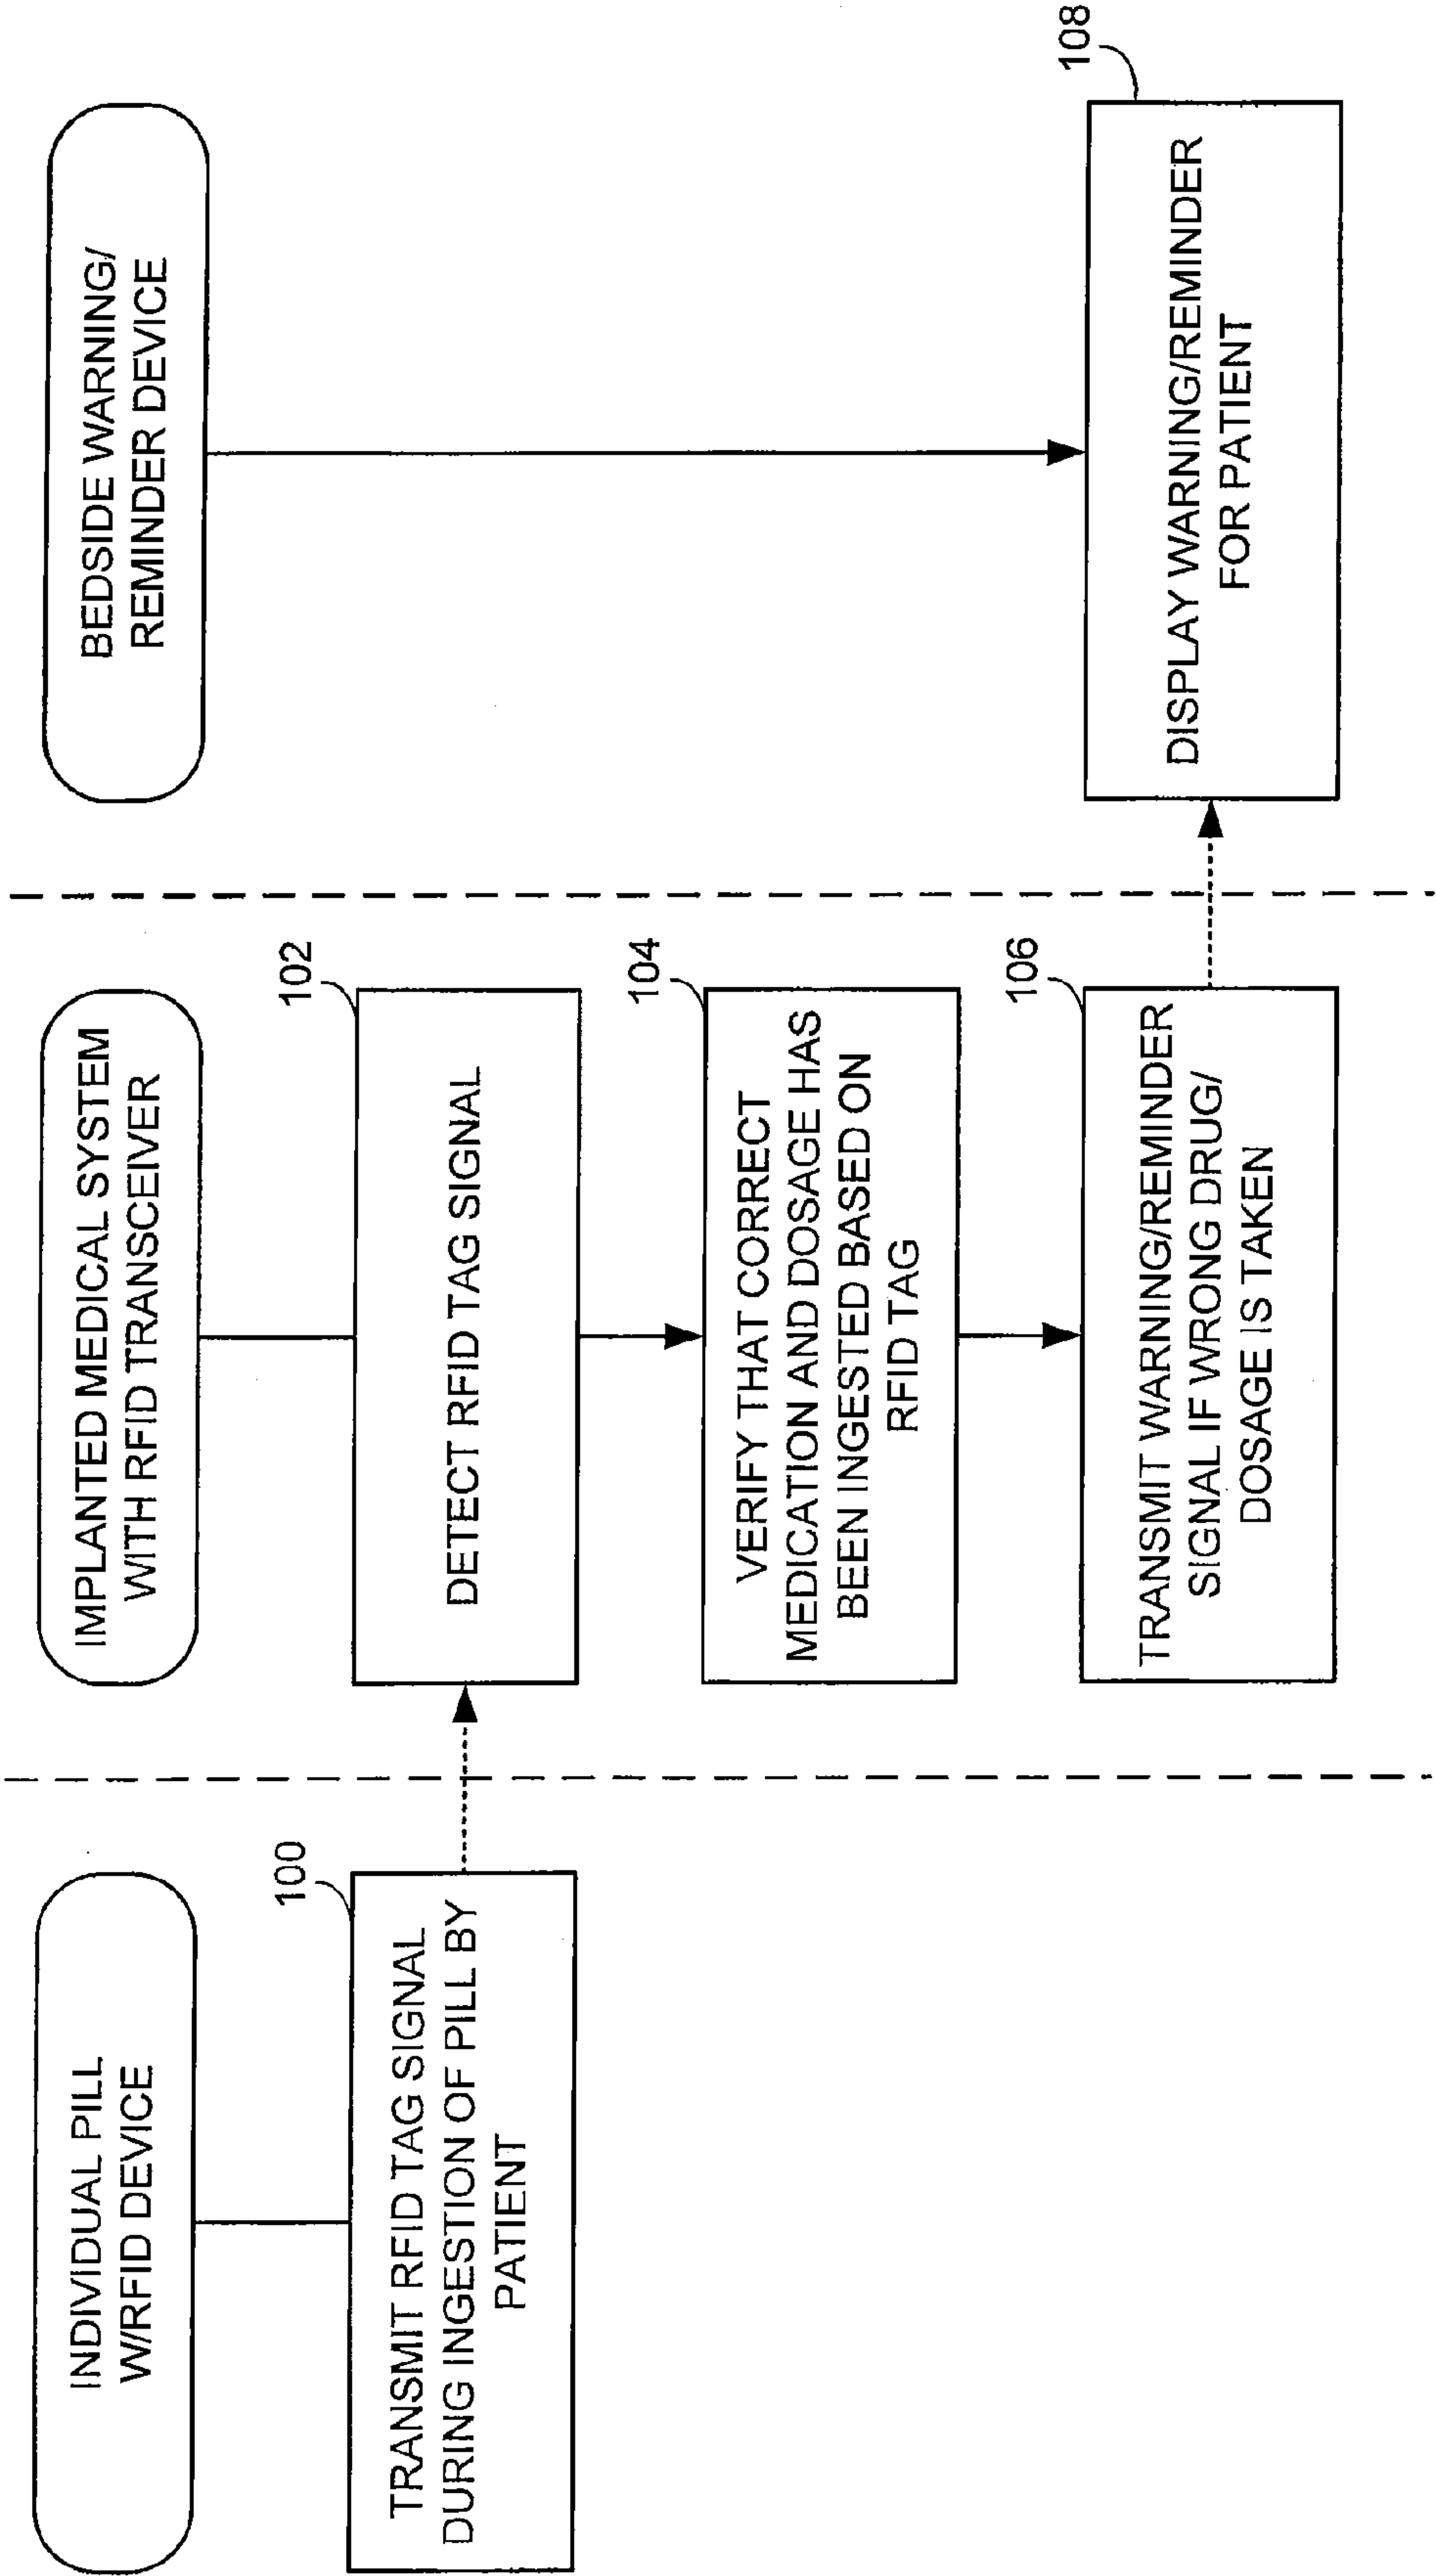 INDIVIDUAL PILL
W/RFID DEVICE
100
TRANSMIT RFID TAG SIGNAL
DURING INGESTION OF PILL BY
PATIENT
IMPLANTED MEDICAL SYSTEM
WITH RFID TRANSCEIVER
102
DETECT RFID TAG SIGNAL
104
VERIFY THAT CORRECT
MEDICATION AND DOSAGE HAS
BEEN INGESTED BASED ON
RFID TAG
106
TRANSMIT WARNING/REMINDER
SIGNAL IF WRONG DRUG/
DOSAGE IS TAKEN
BEDSIDE WARNING/
REMINDER DEVICE
108
DISPLAY WARNING/REMINDER
FOR PATIENT